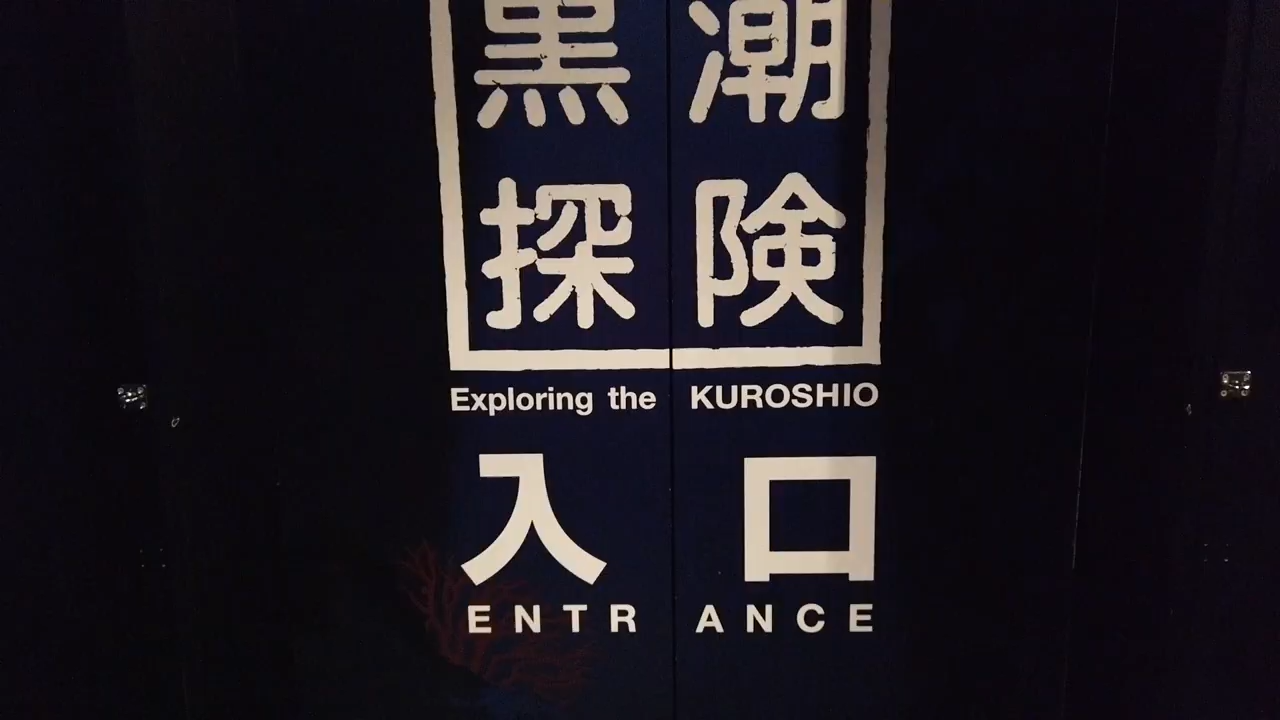 黒潮
探険
Exploring the KUROSHIO
入口
ENTRANCE